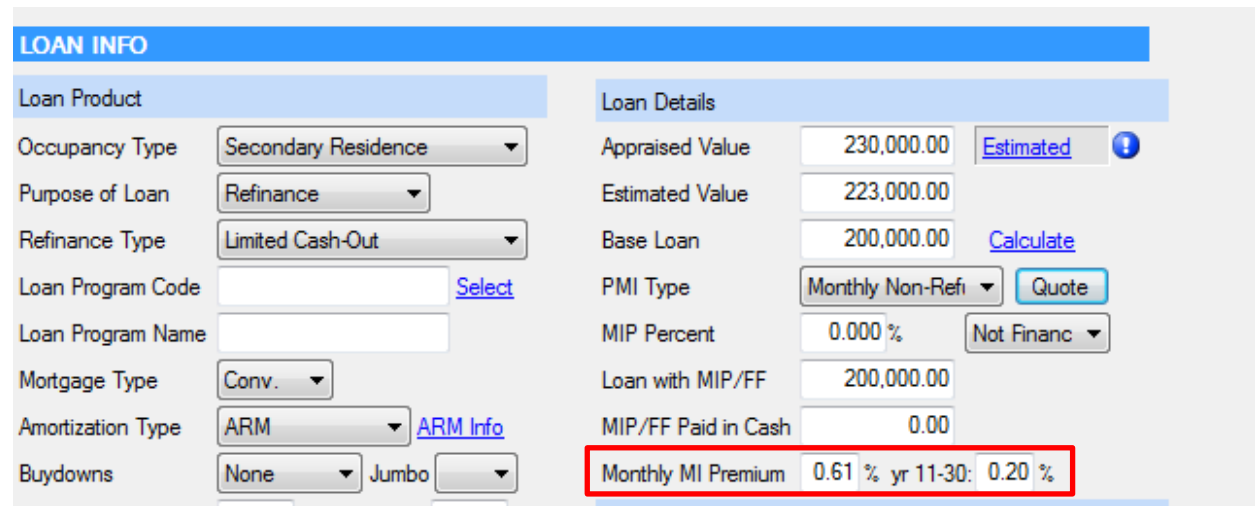 LOAN INFO
Loan Product
Occupancy Type Secondary Residence
Purpose of Loan Refinance
Refinance Type Limited Cash-Out
Loan Program Code Select
Loan Program Name
Mortgage Type Conv.
Amortization Type ARM ARM Info
Buydowns None Jumbo
Loan Details
Appraised Value 230,000.00 Estimated
Estimated Value 223,000.00
Base Loan 200,000.00 Calculate
PMI Type Monthly Non-Refu Quote
MIP Percent 0.000 % Not Financ
Loan with MIP/FF 200,000.00
MIP/FF Paid in Cash 0.00
Monthly MI Premium 0.61 % yr 11-30: 0.20 %